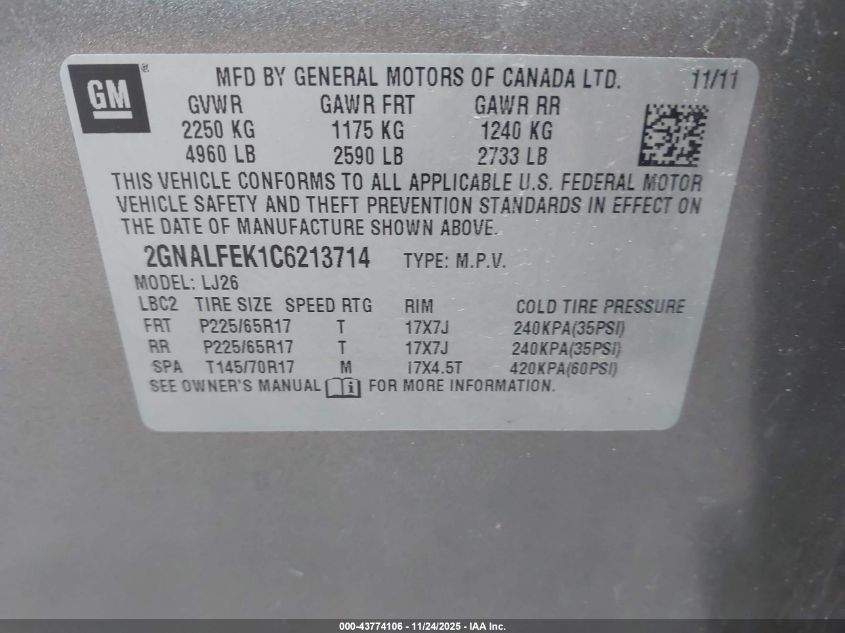 GM®
MFD BY GENERAL MOTORS OF CANADA LTD. 11/11
GVWR GAWR FRT GAWR RR
2250 KG 1175 KG 1240 KG
4960 LB 2590 LB 2733 LB
THIS VEHICLE CONFORMS TO ALL APPLICABLE U.S. FEDERAL MOTOR
VEHICLE SAFETY AND THEFT PREVENTION STANDARDS IN EFFECT ON
THE DATE OF MANUFACTURE SHOWN ABOVE.
2GNALFEK1C6213714 TYPE: M.P.V.
MODEL: LJ26
LBC2 TIRE SIZE SPEED RTG RIM COLD TIRE PRESSURE
FRT P225/65R17 T 17X7J 240KPA(35PSI)
RR P225/65R17 T 17X7J 240KPA(35PSI)
SPA T145/70R17 M 17X4.5T 420KPA(60PSI)
SEE OWNER'S MANUAL i FOR MORE INFORMATION.
000-43774106 - 11/24/2025 - IAA Inc.